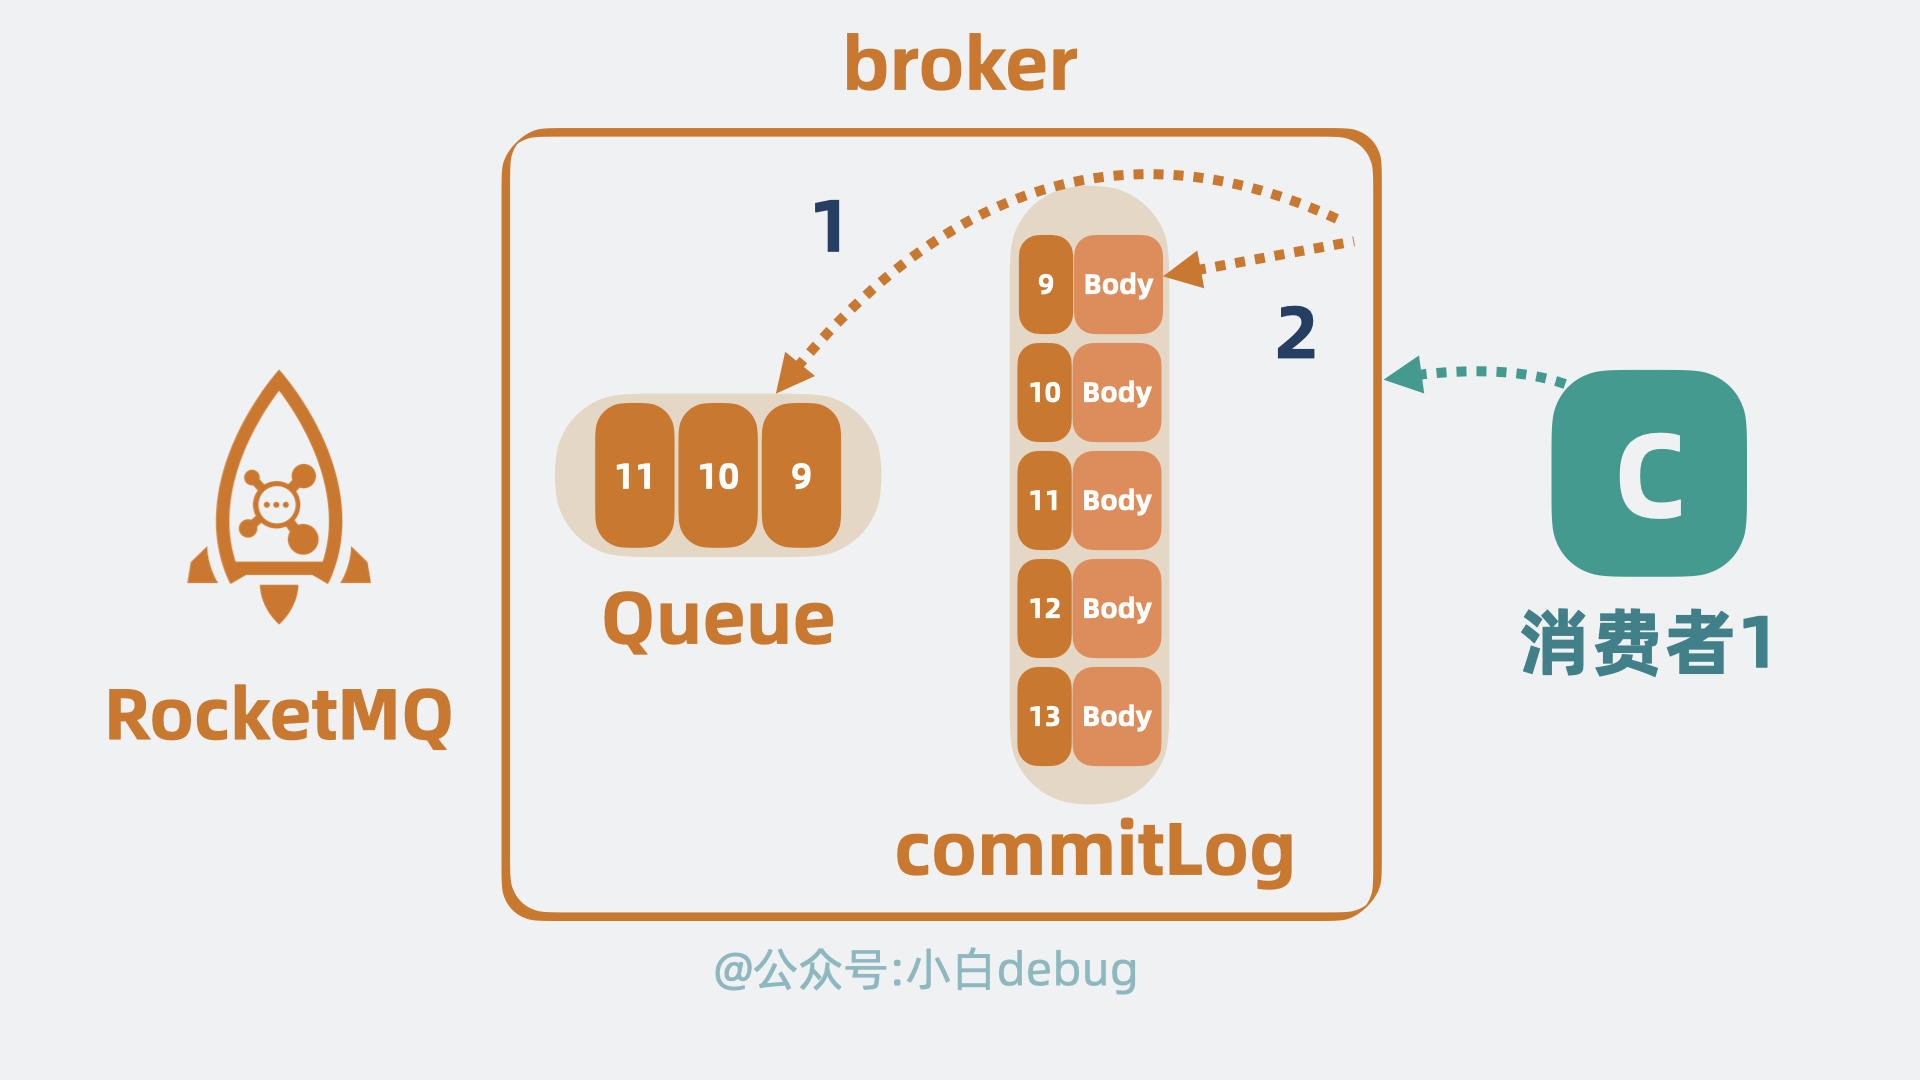 broker
1
2
9 Body
10 Body
11 Body
12 Body
13 Body
11 10 9
Queue
commitLog
RocketMQ
C
消费者1
@公众号:小白debug